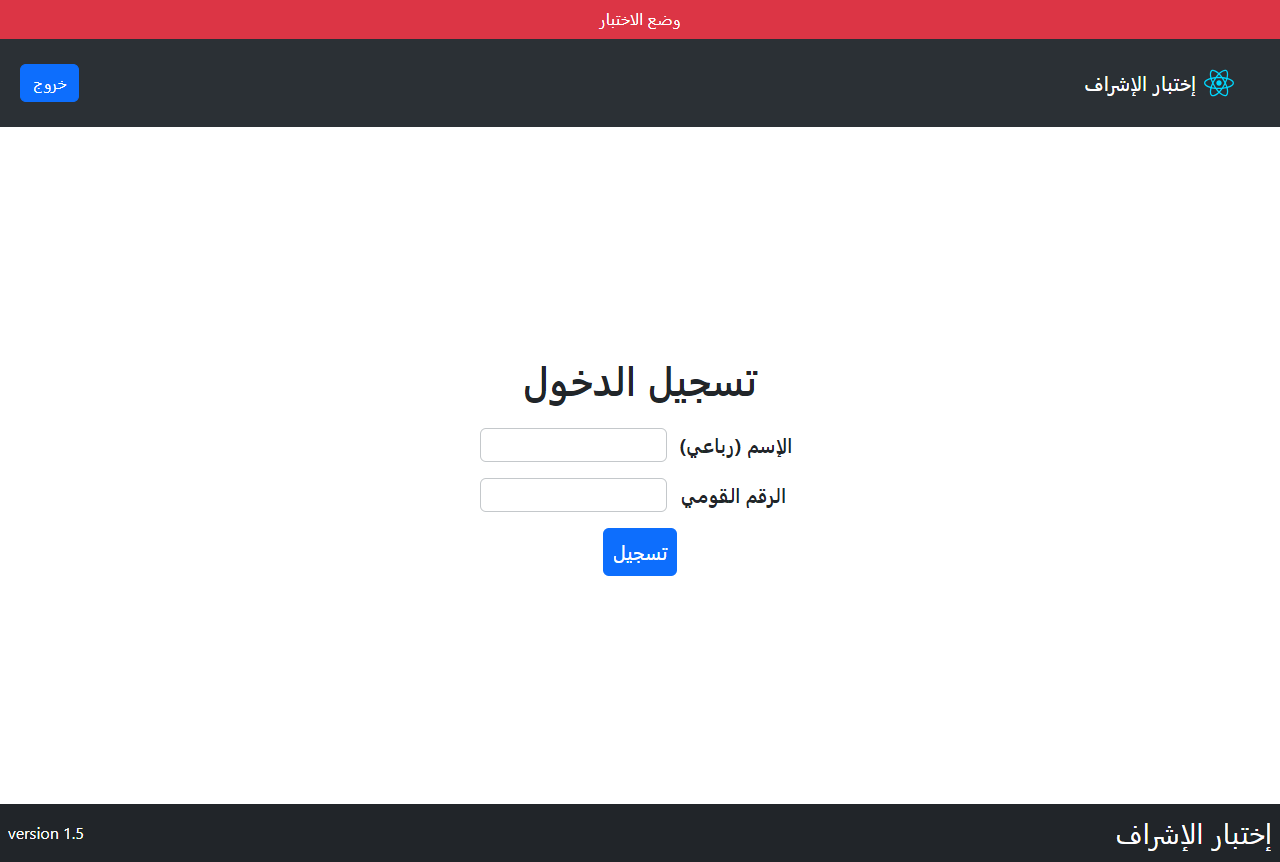 وضع الاختبار
إختبار الإشراف
خروج
تسجيل الدخول
الإسم (رباعي)
الرقم القومي
تسجيل
إختبار الإشراف
version 1.5